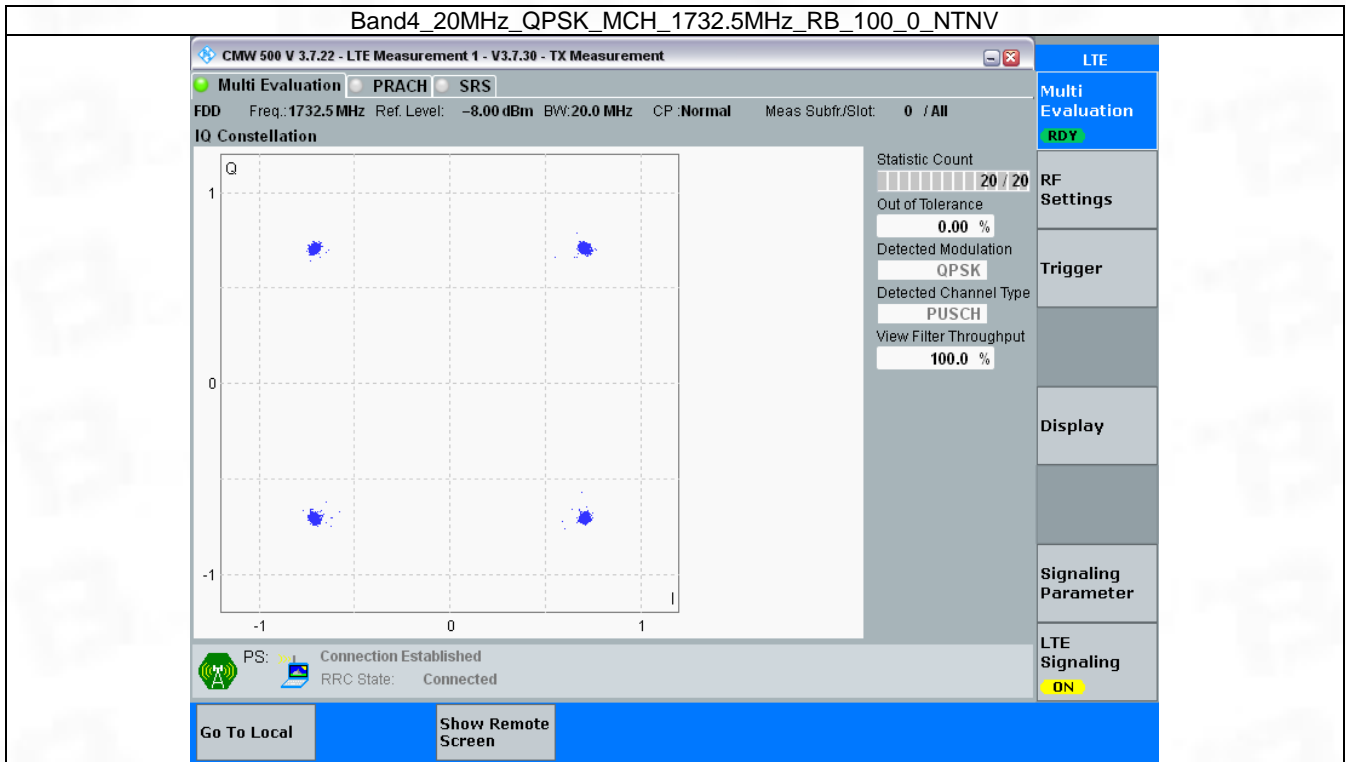 Band4_20MHz_QPSK_MCH_1732.5MHz_RB_100_0_NTNV
CMW 500 V 3.7.22 - LTE Measurement 1 - V3.7.30 - TX Measurement
LTE
Multi Evaluation PRACH SRS
Multi
Evaluation
RDY
FDD Freq.: 1732.5 MHz Ref. Level: -8.00 dBm BW: 20.0 MHz CP : Normal Meas Subfr./Slot: 0 / All
IQ Constellation
Q
1
0
-1
I
-1 0 1
Statistic Count
20 / 20
Out of Tolerance
0.00 %
Detected Modulation
QPSK
Detected Channel Type
PUSCH
View Filter Throughput
100.0 %
RF
Settings
Trigger
Display
Signaling
Parameter
LTE
Signaling
ON
PS: Connection Established
RRC State: Connected
Go To Local
Show Remote
Screen